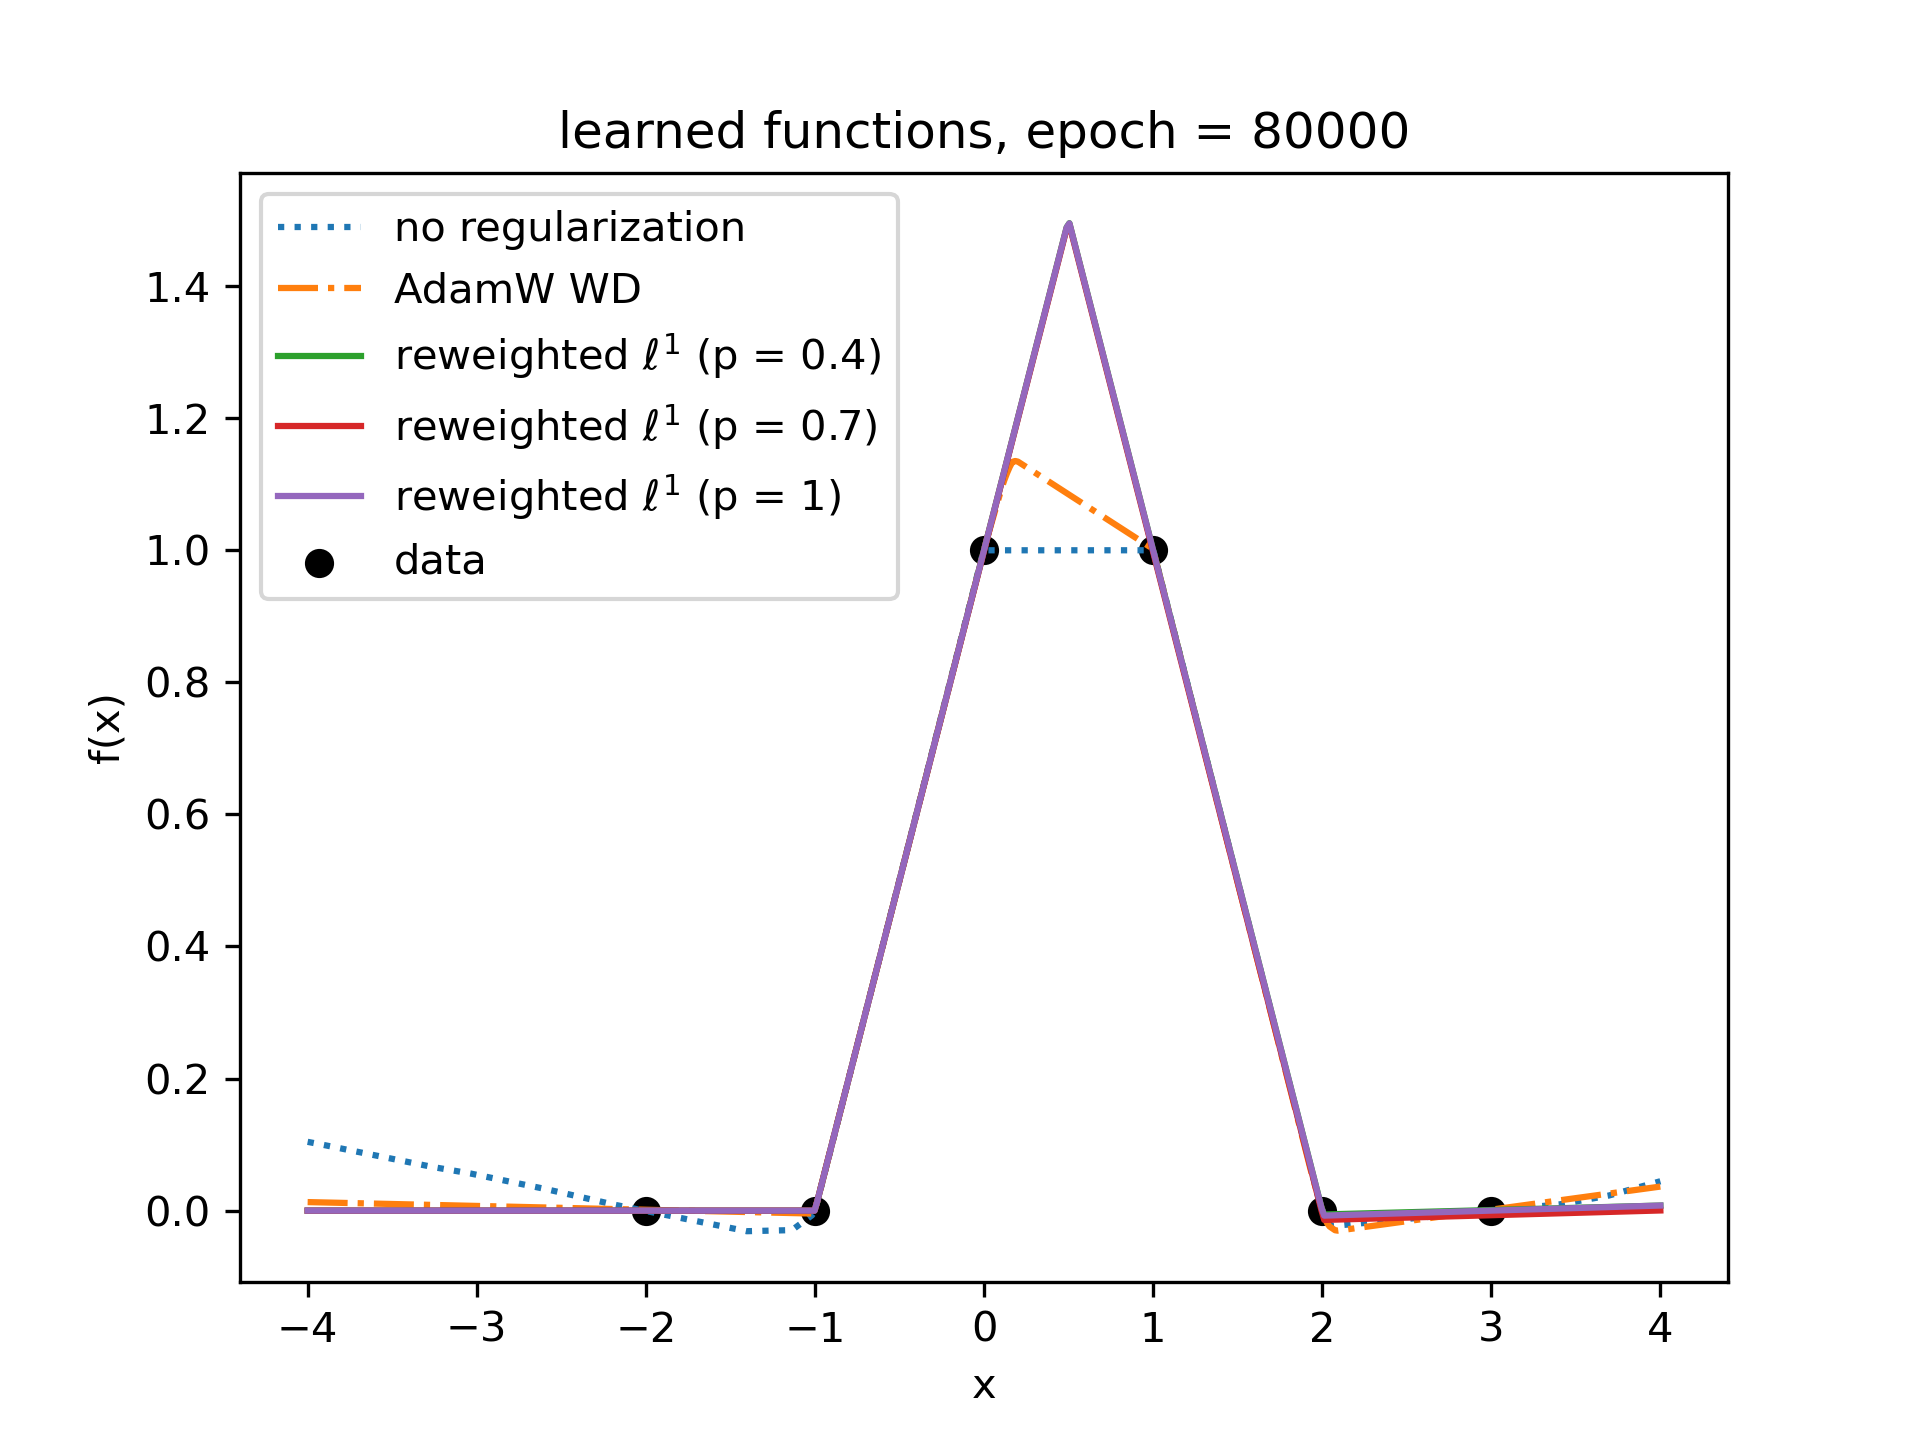 learned functions, epoch = 80000
no regularization
AdamW WD
reweighted ℓ¹ (p = 0.4)
reweighted ℓ¹ (p = 0.7)
reweighted ℓ¹ (p = 1)
data
f(x)
1.4
1.2
1.0
0.8
0.6
0.4
0.2
0.0
−4 −3 −2 −1 0 1 2 3 4
x